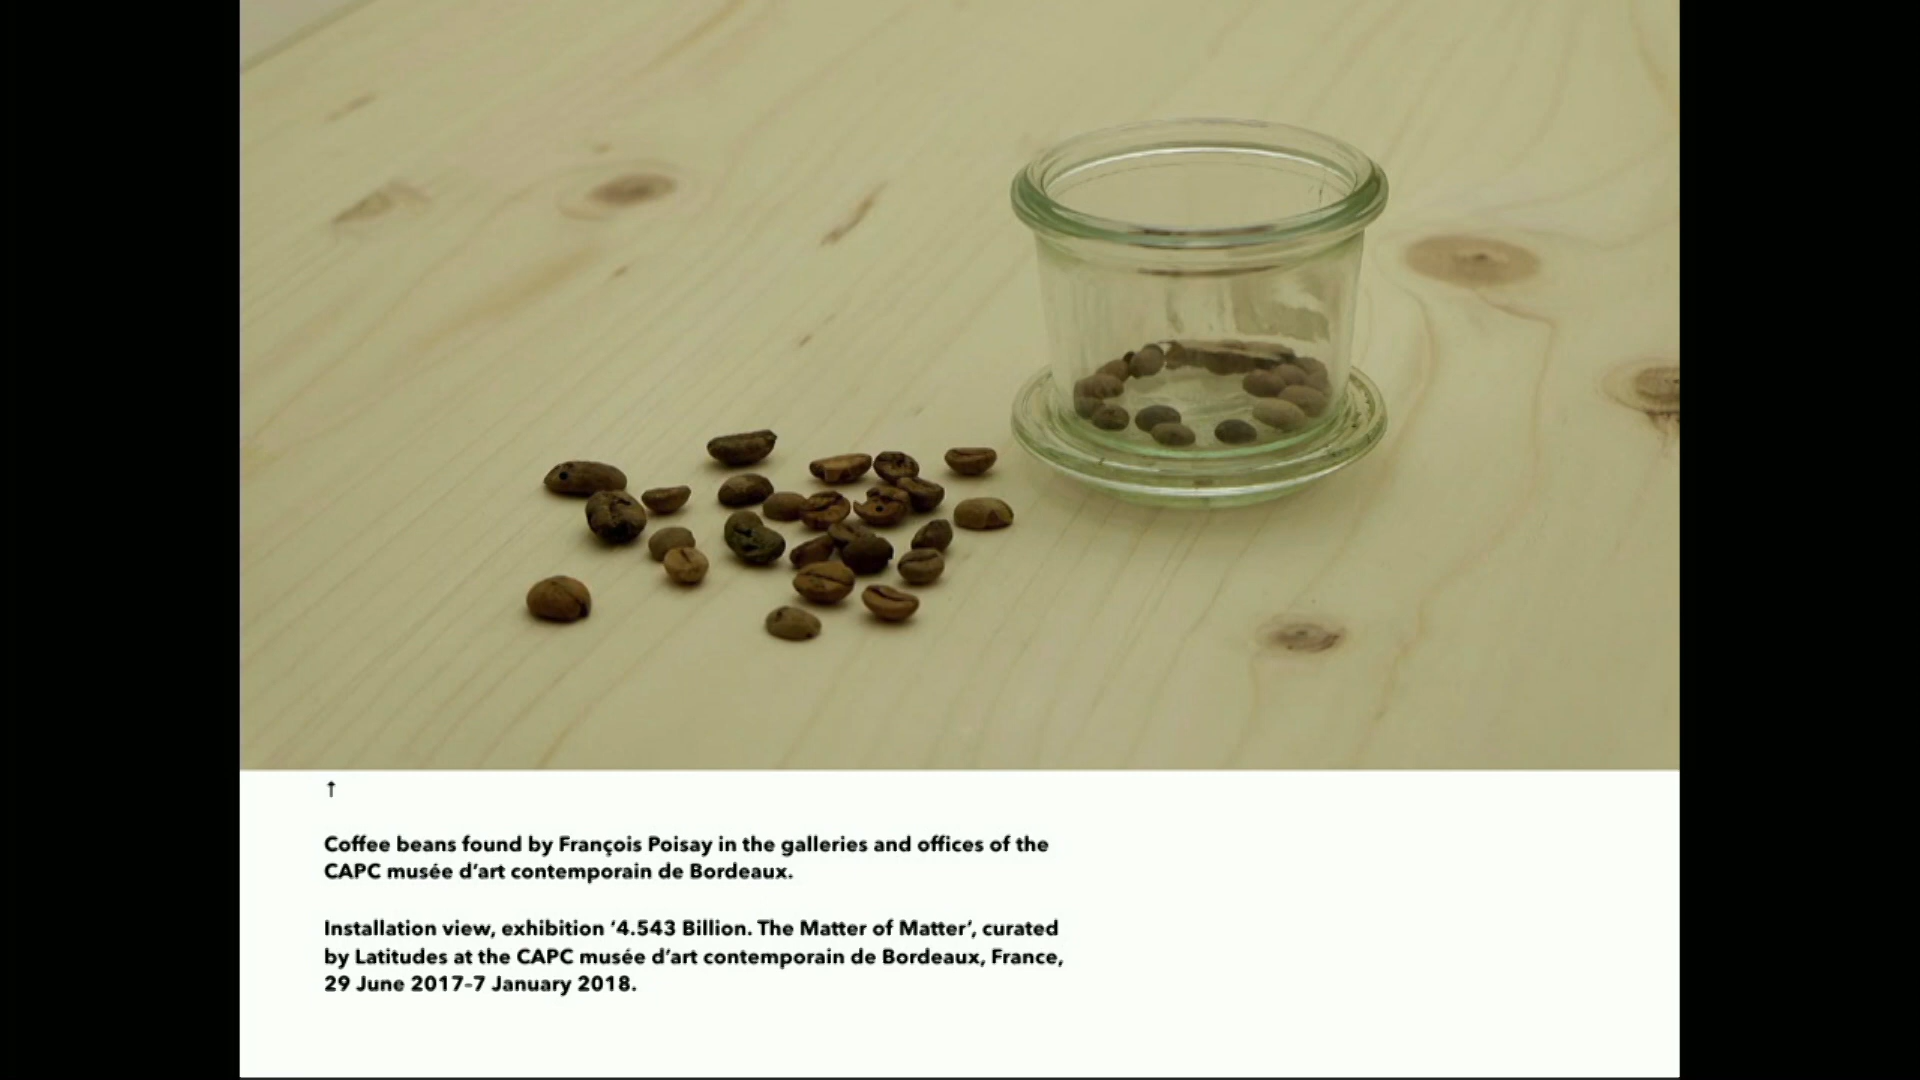 ↑
Coffee beans found by François Poisay in the galleries and offices of the
CAPC musée d’art contemporain de Bordeaux.
Installation view, exhibition ‘4.543 Billion. The Matter of Matter’, curated
by Latitudes at the CAPC musée d’art contemporain de Bordeaux, France,
29 June 2017–7 January 2018.